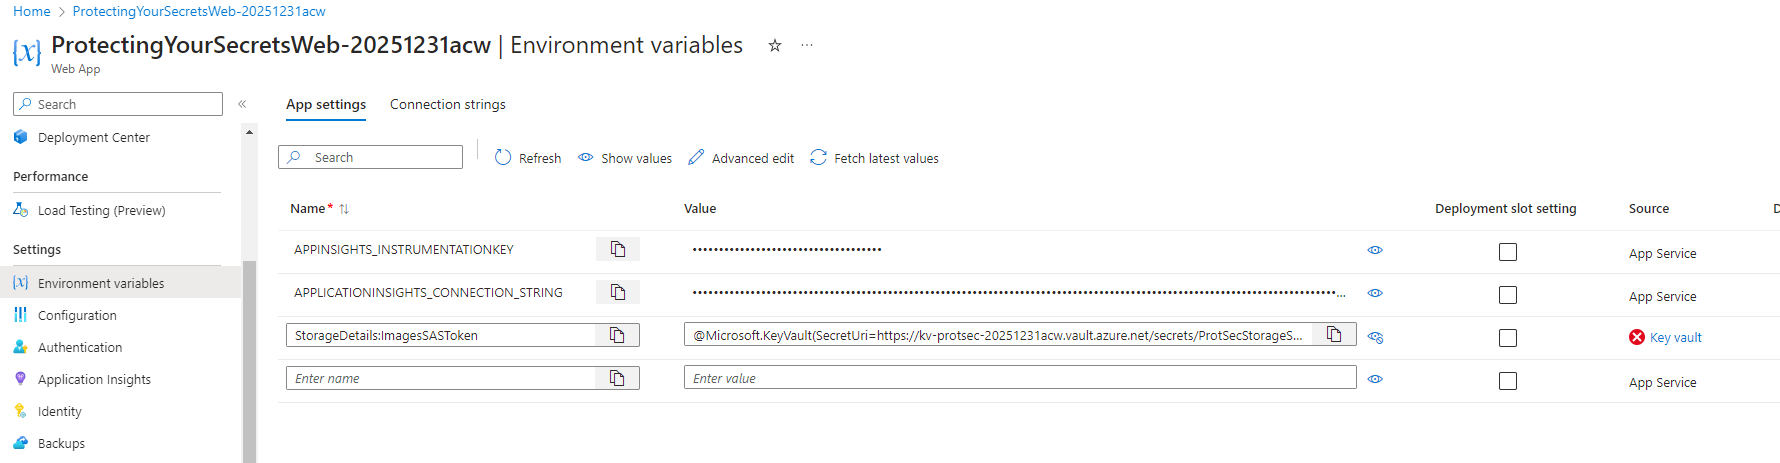 Home > ProtectingYourSecretsWeb-20251231acw
ProtectingYourSecretsWeb-20251231acw | Environment variables
Web App
Search
Deployment Center
Performance
Load Testing (Preview)
Settings
Environment variables
Configuration
Authentication
Application Insights
Identity
Backups
App settings Connection strings
Search Refresh Show values Advanced edit Fetch latest values
Name* Value Deployment slot setting Source D
APPINSIGHTS_INSTRUMENTATIONKEY •••••••••••••••••••••••••••••••••••• App Service
APPLICATIONINSIGHTS_CONNECTION_STRING ... App Service
StorageDetails:ImagesSASToken @Microsoft.KeyVault(SecretUri=https://kv-protsec-20251231acw.vault.azure.net/secrets/ProtSecStorageS... Key vault
Enter name Enter value App Service